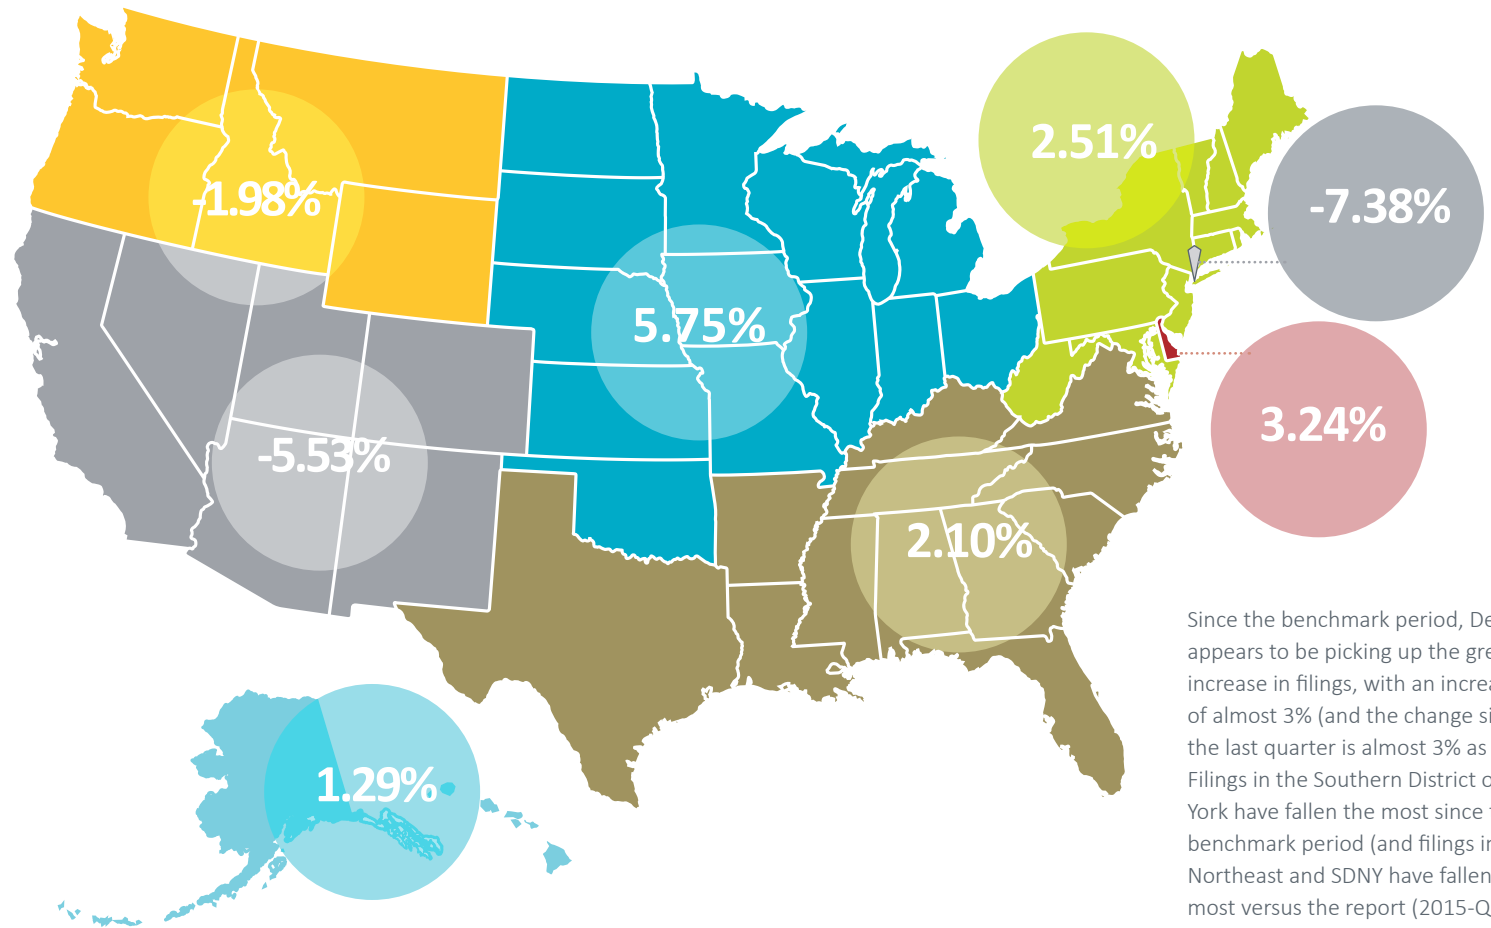 2.51%
-7.38%
-1.98%
5.75%
3.24%
-5.53%
2.10%
1.29%
Since the benchmark period, De
appears to be picking up the gre
increase in filings, with an increa
of almost 3% (and the change si
the last quarter is almost 3% as
Filings in the Southern District o
York have fallen the most since
benchmark period (and filings in
Northeast and SDNY have fallen
most versus the report (2015-Q